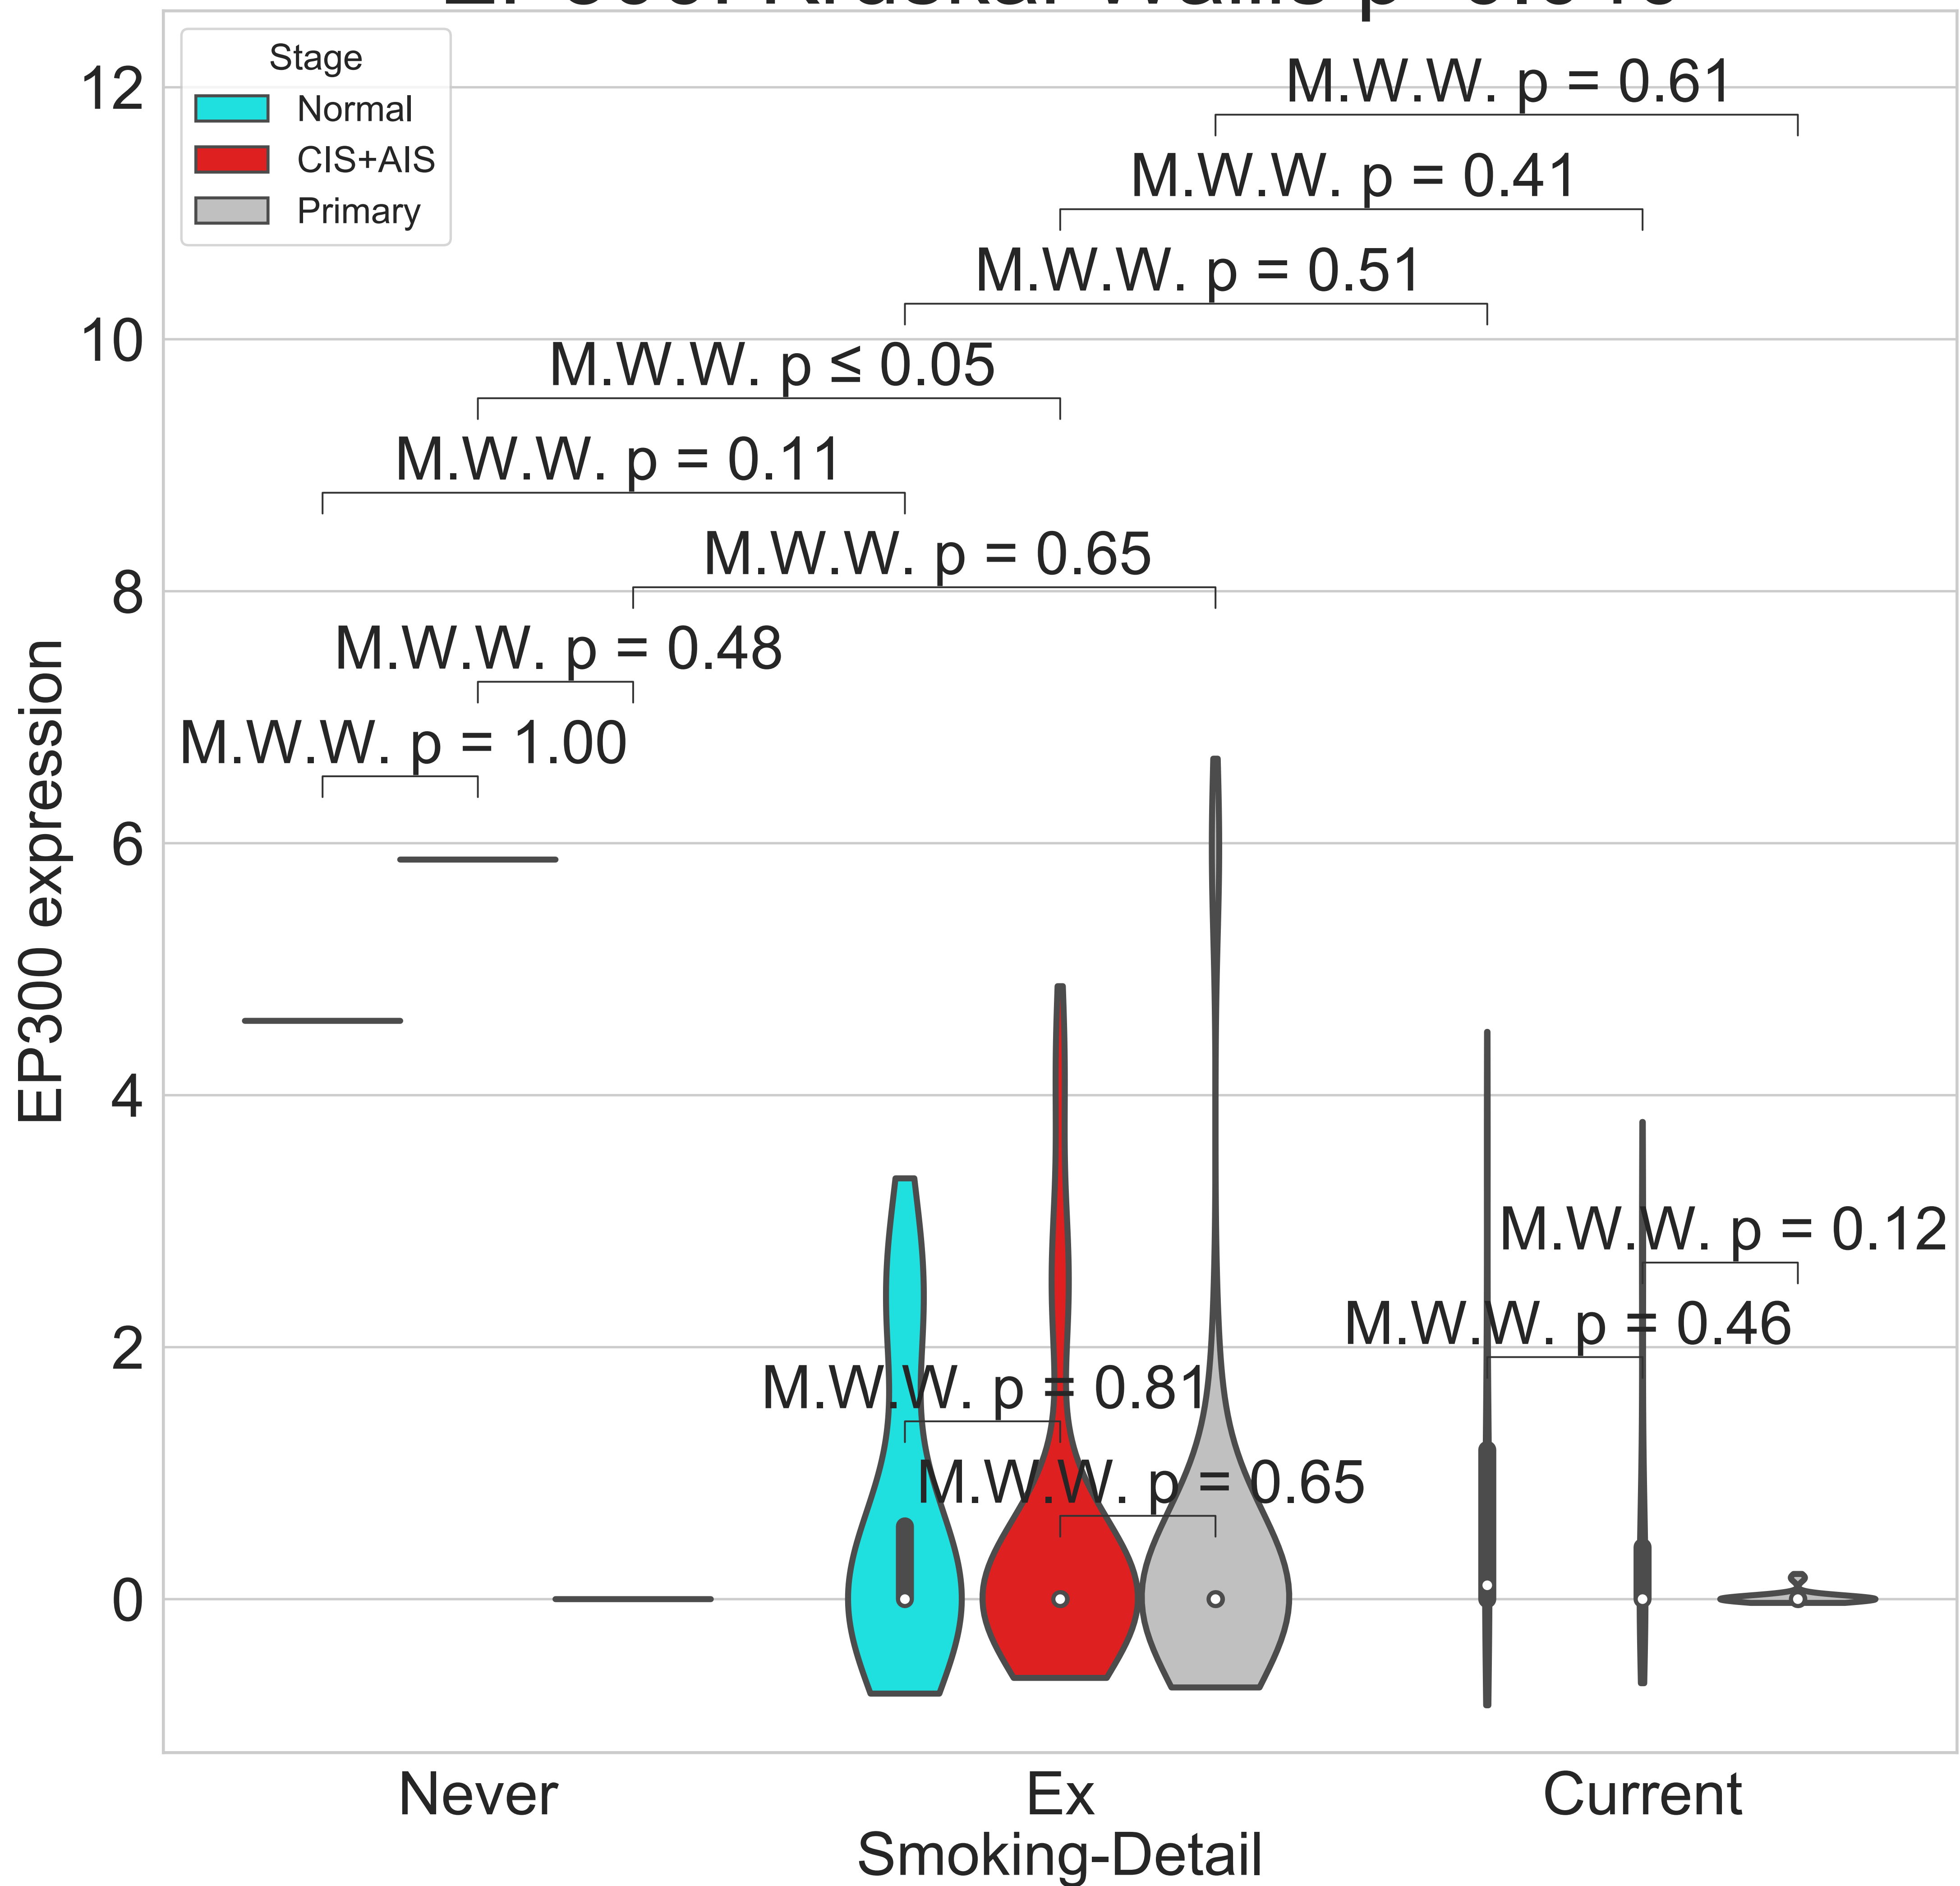 Stage
Normal
CIS+AIS
Primary
12
10
8
6
4
2
0
EP300 expression
M.W.W. p = 0.61
M.W.W. p = 0.41
M.W.W. p = 0.51
M.W.W. p ≤ 0.05
M.W.W. p = 0.11
M.W.W. p = 0.65
M.W.W. p = 0.48
M.W.W. p = 1.00
M.W.W. p = 0.12
M.W.W. p = 0.46
M.W.W. p = 0.81
M.W.W. p = 0.65
Never
Ex
Current
Smoking-Detail